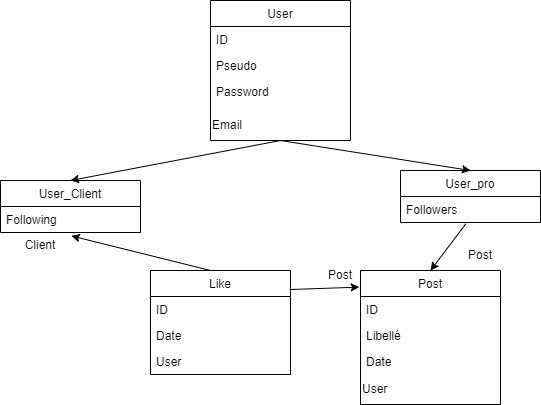 User
ID
Pseudo
Password
Email
User_Client
Following
User_pro
Followers
Client
Post
Like
ID
Date
User
Post
Post
ID
Libellé
Date
User